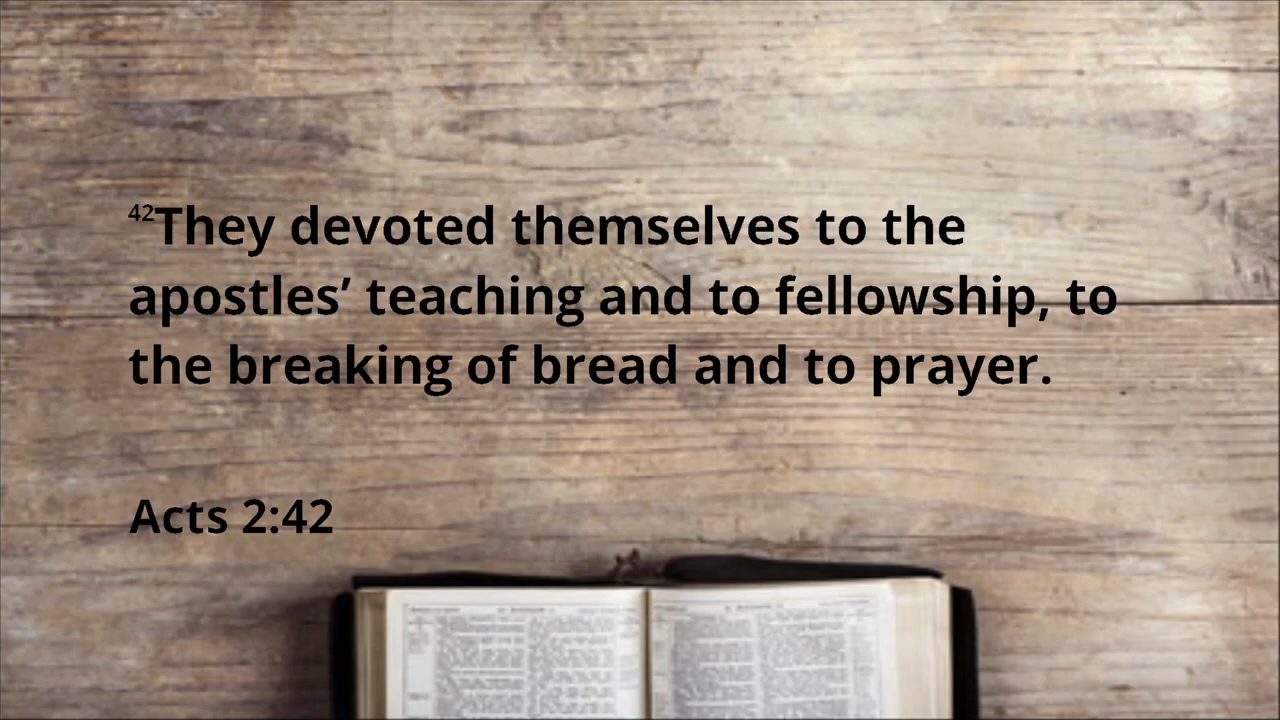 42They devoted themselves to the
apostles’ teaching and to fellowship, to
the breaking of bread and to prayer.
Acts 2:42